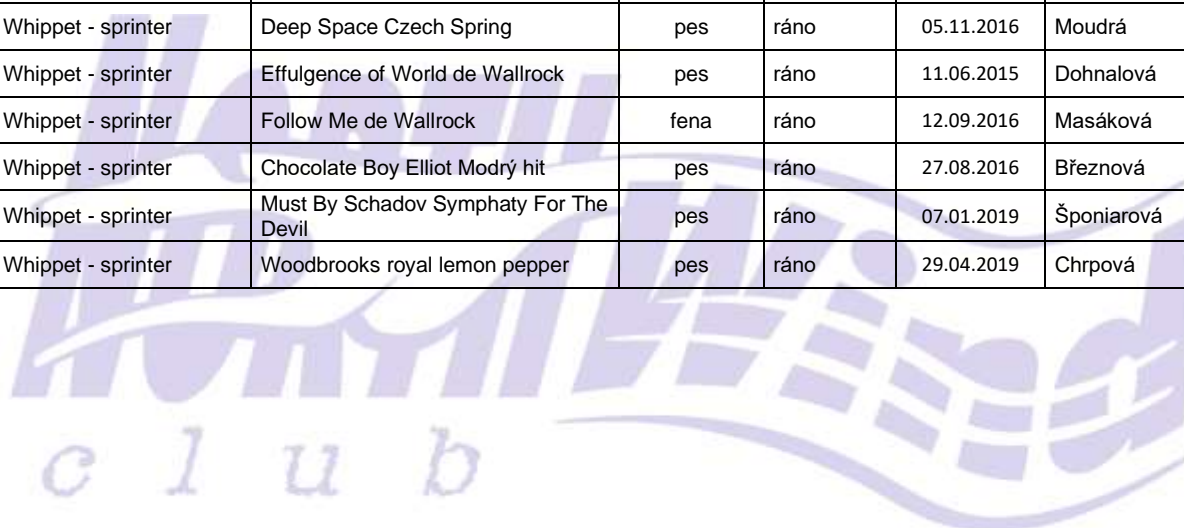 Whippet - sprinter Deep Space Czech Spring pes ráno 05.11.2016 Moudrá
Whippet - sprinter Effulgence of World de Wallrock pes ráno 11.06.2015 Dohnalová
Whippet - sprinter Follow Me de Wallrock fena ráno 12.09.2016 Masáková
Whippet - sprinter Chocolate Boy Elliot Modrý hit pes ráno 27.08.2016 Březnová
Whippet - sprinter Must By Schadov Symphaty For The
Devil pes ráno 07.01.2019 Šponiarová
Whippet - sprinter Woodbrooks royal lemon pepper pes ráno 29.04.2019 Chrpová
Wind
club